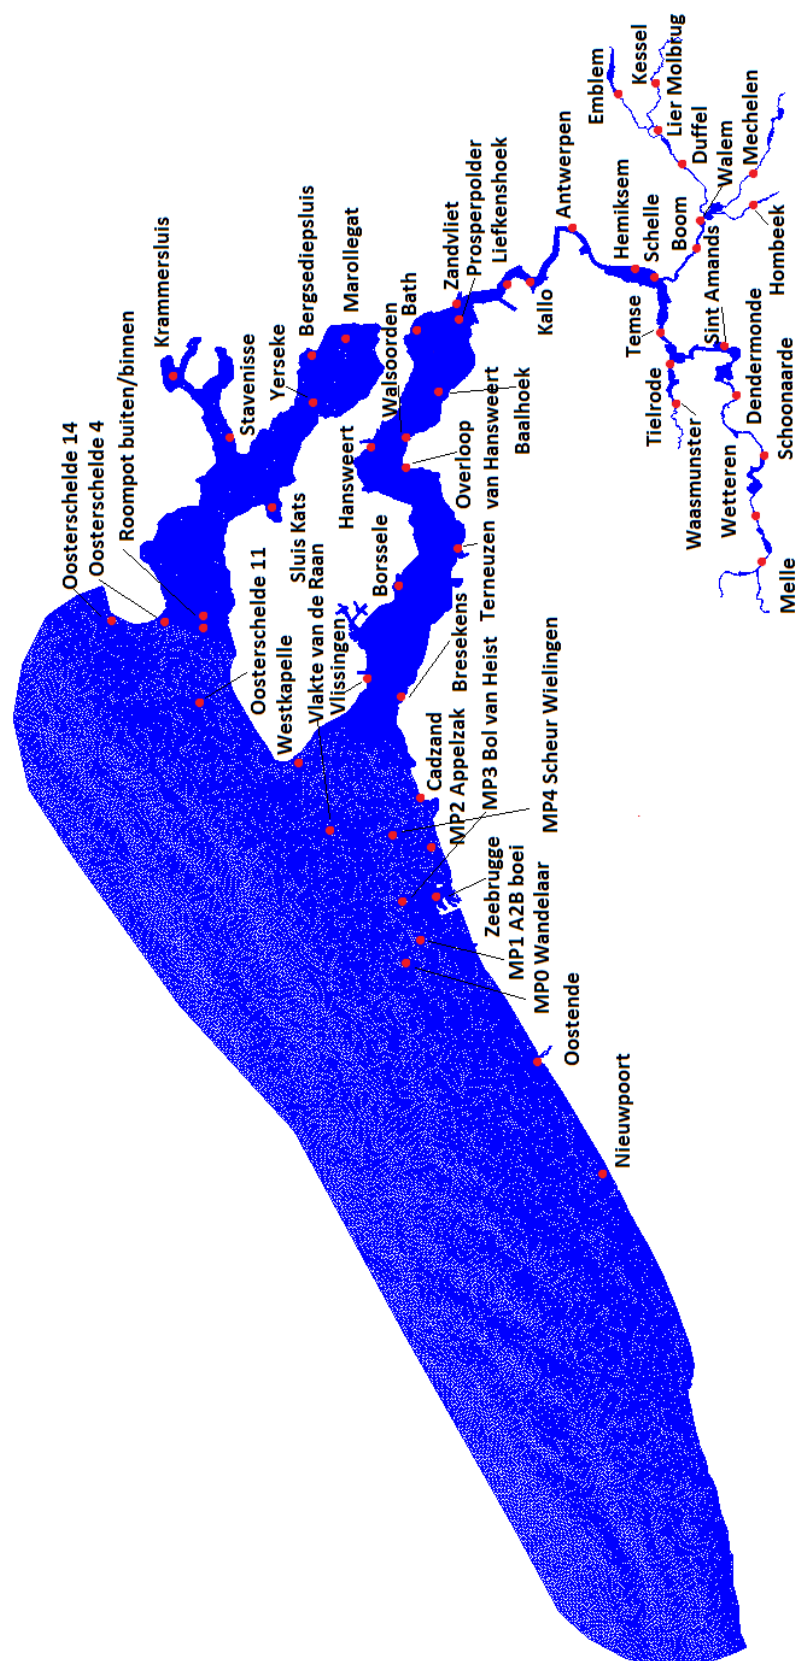 Oosterschelde 14
Oosterschelde 4
Roompot buiten/binnen
Krammersluis
Stavenisse
Yerseke
Bergsediepsluis
Marollegat
Oosterschelde 11
Sluis Kats
Westkapelle
Vlakte van de Raan
Vlissingen
Borssele
Hansweert
Walsoorden
Bath
Zandvliet
Prosperpolder
Liefkenshoek
Kallo
Antwerpen
Hemiksem
Schelle
Boom
Walem
Duffel
Lier Molbrug
Kessel
Emblem
Mechelen
Hombeek
Temse
Sint Amands
Tielrode
Waasmunster
Dendermonde
Schoonaarde
Wetteren
Melle
Baalhoek
Overloop
van Hansweert
Terneuzen
Bresekens
Cadzand
MP2 Appelzak
MP3 Bol van Heist
MP4 Scheur Wielingen
Zeebrugge
MP1 A2B boei
MP0 Wandelaar
Oostende
Nieuwpoort